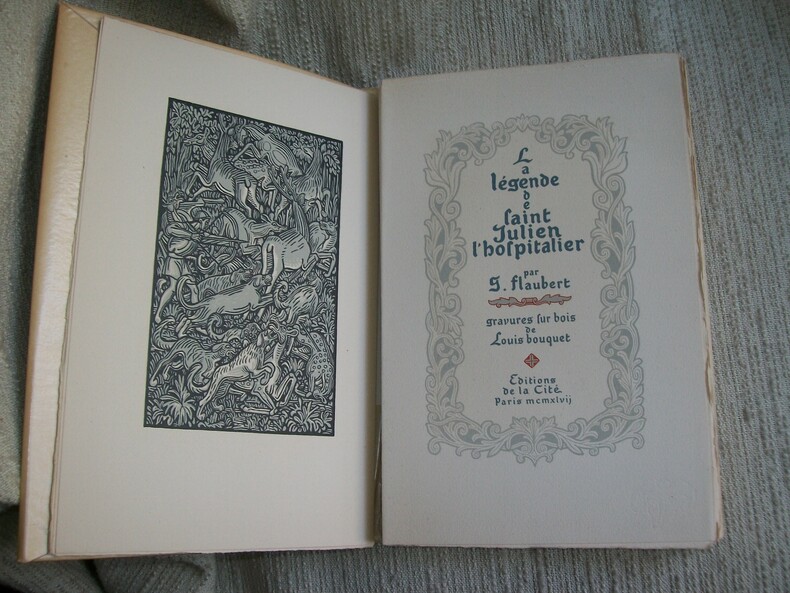 La
légende
de
ſaint
Julien
l'hoſpitalier
par
G. flaubert
gravures ſur bois
de
Louis bouquet
Editions
de la Cité
Paris mcmxlvij